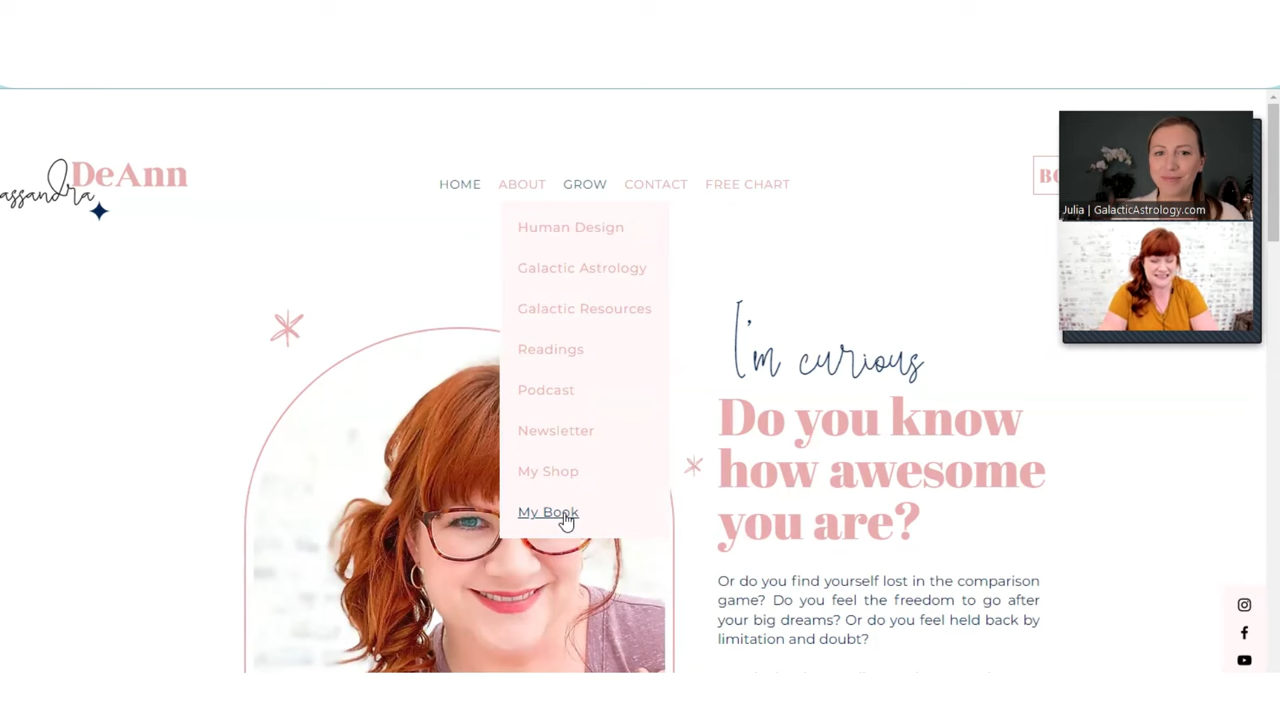 DeAnn
assandra
HOME ABOUT GROW CONTACT FREE CHART
BO
Julia | GalacticAstrology.com
Human Design
Galactic Astrology
Galactic Resources
Readings
Podcast
Newsletter
My Shop
My Book
I'm curious
Do you know
how awesome
you are?
Or do you find yourself lost in the comparison
game? Do you feel the freedom to go after
your big dreams? Or do you feel held back by
limitation and doubt?